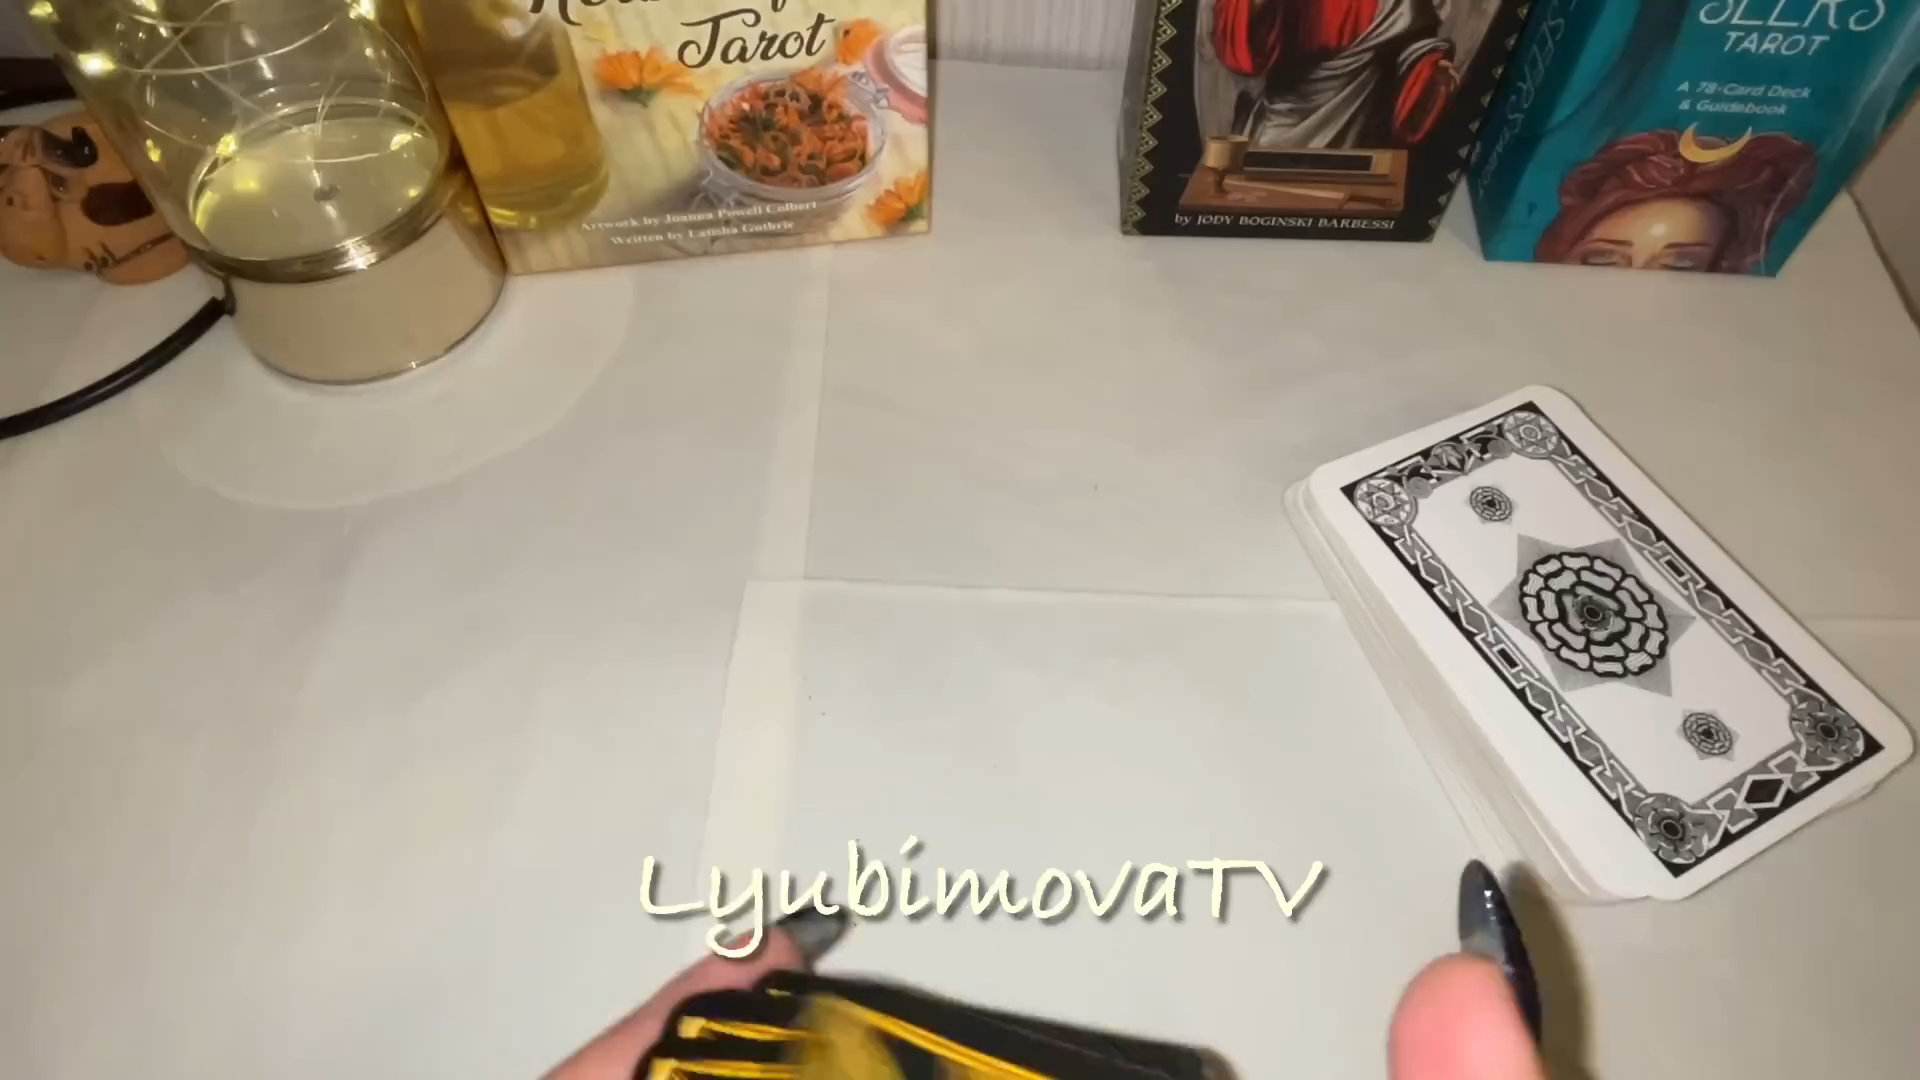 Tarot
Artwork by Joanna Powell Colbert
Written by Latisha Guthrie
by JODY BOGINSKI BARBESSI
SEERS
TAROT
A 78-Card Deck
& Guidebook
LyubimovaTV